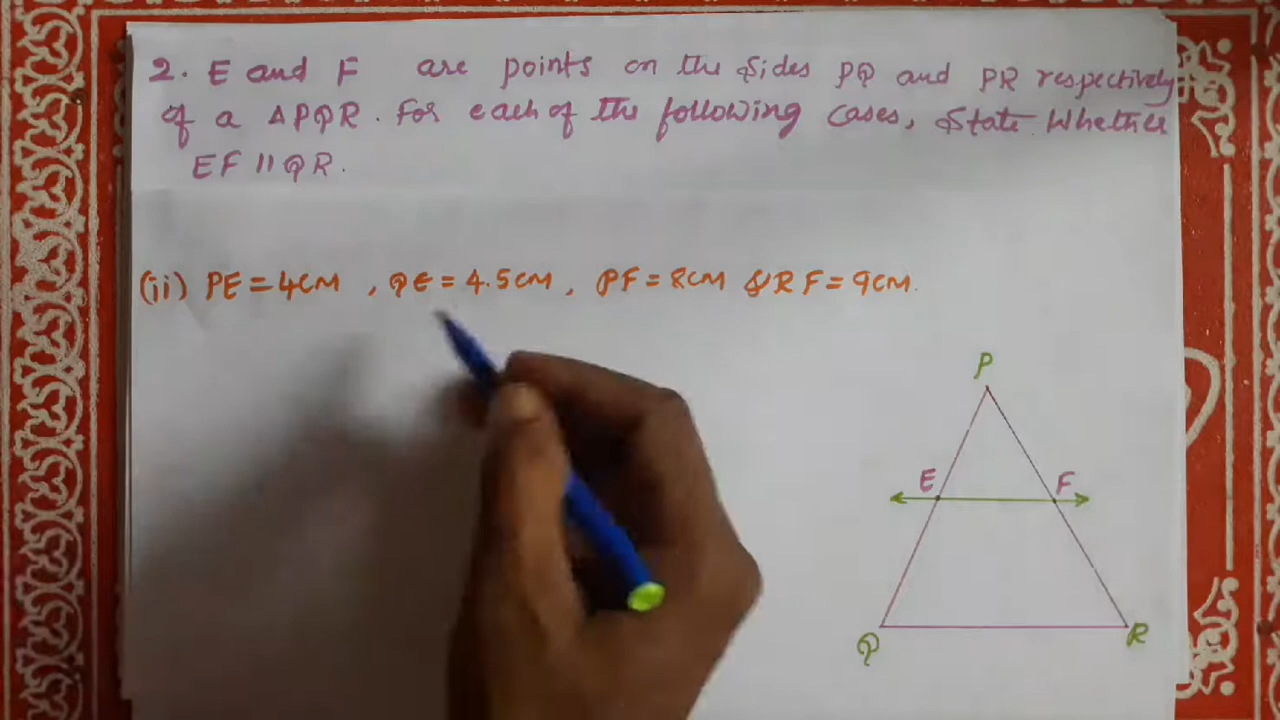 2. E and F are points on the sides PQ and PR respectively
of a △PQR. For each of the following cases, State Whether
EF || QR.
(ii) PE = 4CM , QE = 4.5CM , PF = 8CM & RF = 9CM.
P
E F
Q R